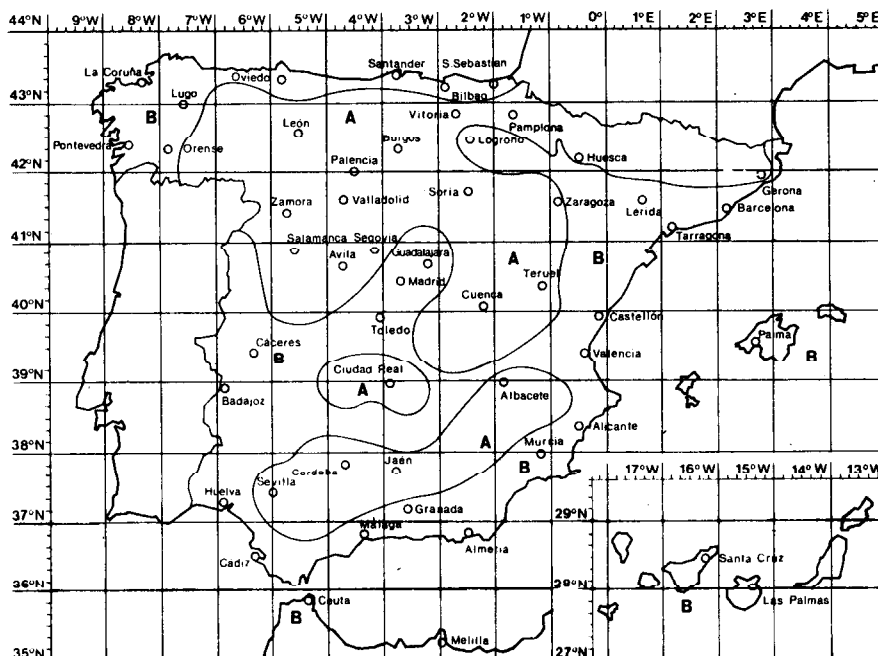 10°W 9°W 8°W 7°W 6°W 5°W 4°W 3°W 2°W 1°W 0° 1°E 2°E 3°E 4°E 5°E
44°N
Santander S.Sebastián
La Coruña
Oviedo
Bilbao
43°N
Lugo
B
León
A
Vitoria
Pamplona
Burgos
Logroño
Pontevedra
Orense
Huesca
42°N
Palencia
Gerona
Zamora
Valladolid
Soria
Zaragoza
Lerida
Barcelona
Tarragona
41°N
Salamanca Segovia
Avila
Guadalajara
A
B
Teruel
Madrid
Cuenca
40°N
Toledo
Castellón
Palma
Cáceres
B
Valencia
B
39°N
Ciudad Real
A
Badajoz
Albacete
Alicante
38°N
A
Murcia
B
Cordoba
Jaén
Sevilla
Huelva
Granada
37°N
Málaga
Almeria
Cadiz
36°N
Ceuta
B
Melilla
35°N
17°W 16°W 15°W 14°W 13°W
29°N
Santa Cruz
28°N
B
Las Palmas
27°N